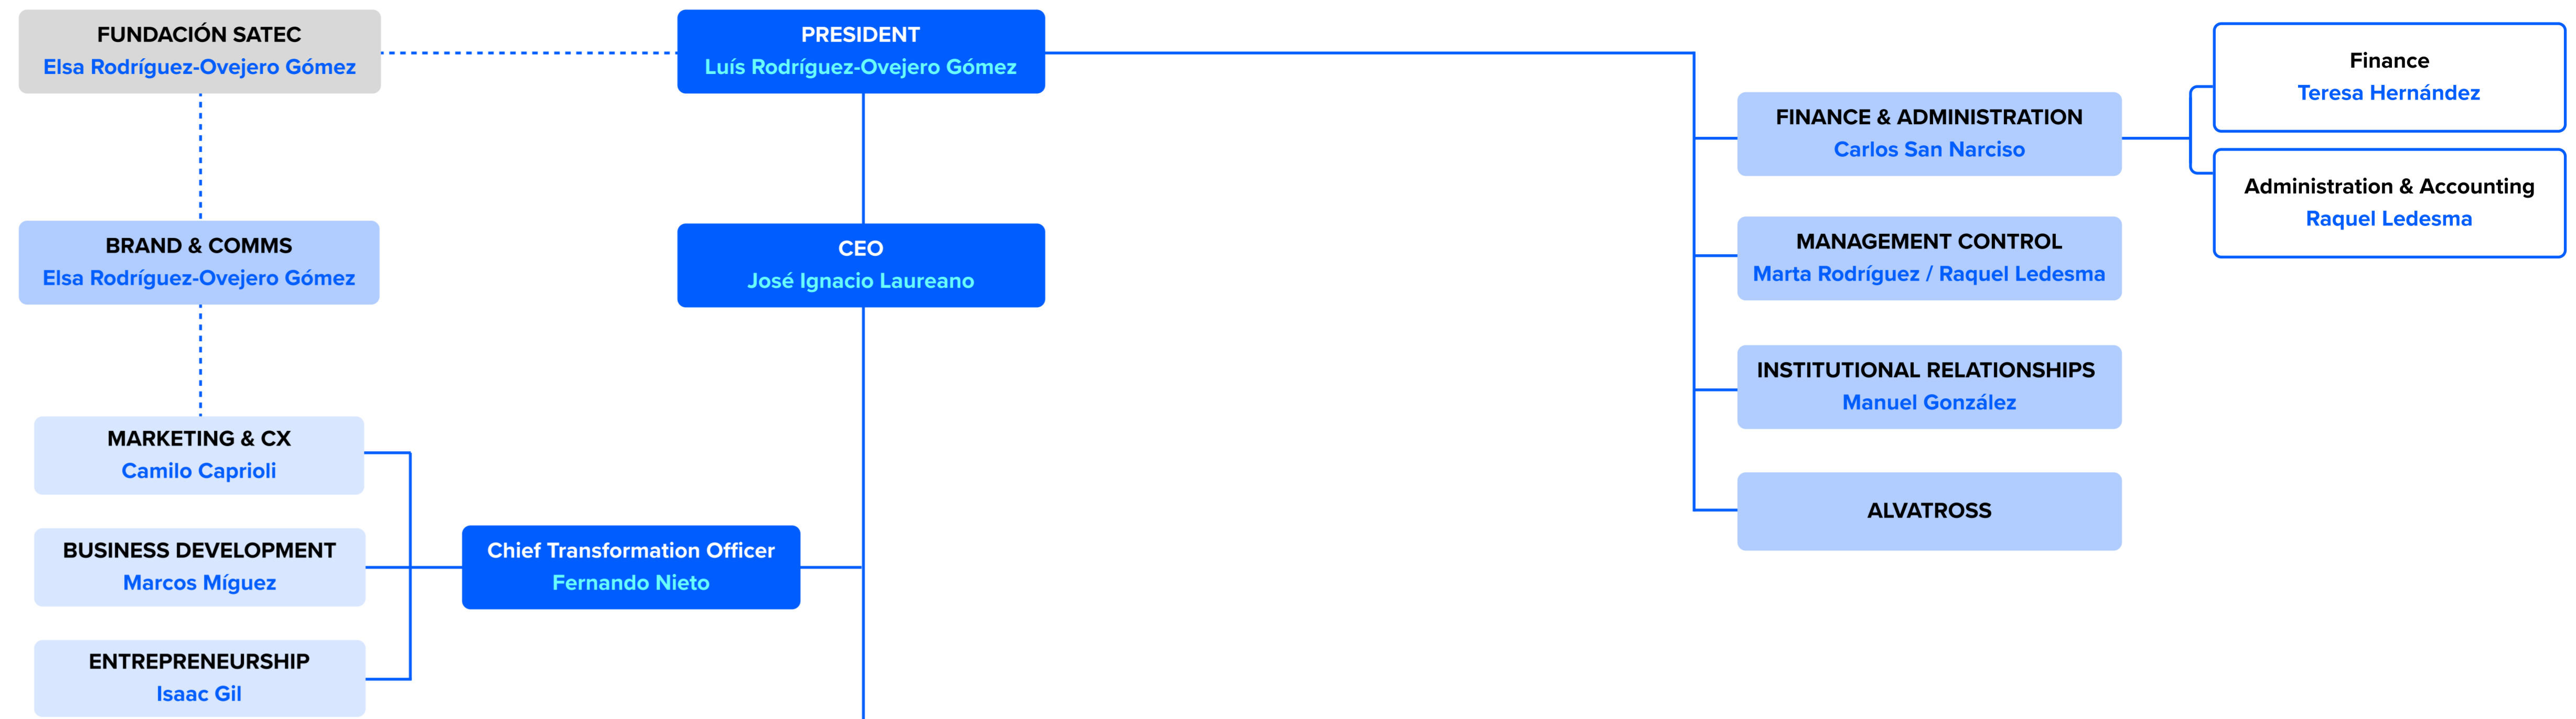 FUNDACIÓN SATEC
Elsa Rodríguez-Ovejero Gómez
PRESIDENT
Luís Rodríguez-Ovejero Gómez
Finance
Teresa Hernández
FINANCE & ADMINISTRATION
Carlos San Narciso
Administration & Accounting
Raquel Ledesma
BRAND & COMMS
Elsa Rodríguez-Ovejero Gómez
CEO
José Ignacio Laureano
MANAGEMENT CONTROL
Marta Rodríguez / Raquel Ledesma
INSTITUTIONAL RELATIONSHIPS
Manuel González
MARKETING & CX
Camilo Caprioli
ALVATROSS
BUSINESS DEVELOPMENT
Marcos Míguez
Chief Transformation Officer
Fernando Nieto
ENTREPRENEURSHIP
Isaac Gil